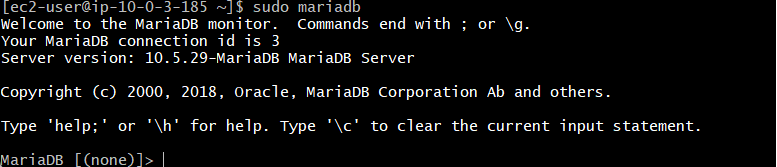 [ec2-user@ip-10-0-3-185 ~]$ sudo mariadb
Welcome to the MariaDB monitor.  Commands end with ; or \g.
Your MariaDB connection id is 3
Server version: 10.5.29-MariaDB MariaDB Server
Copyright (c) 2000, 2018, Oracle, MariaDB Corporation Ab and others.
Type 'help;' or '\h' for help. Type '\c' to clear the current input statement.
MariaDB [(none)]>